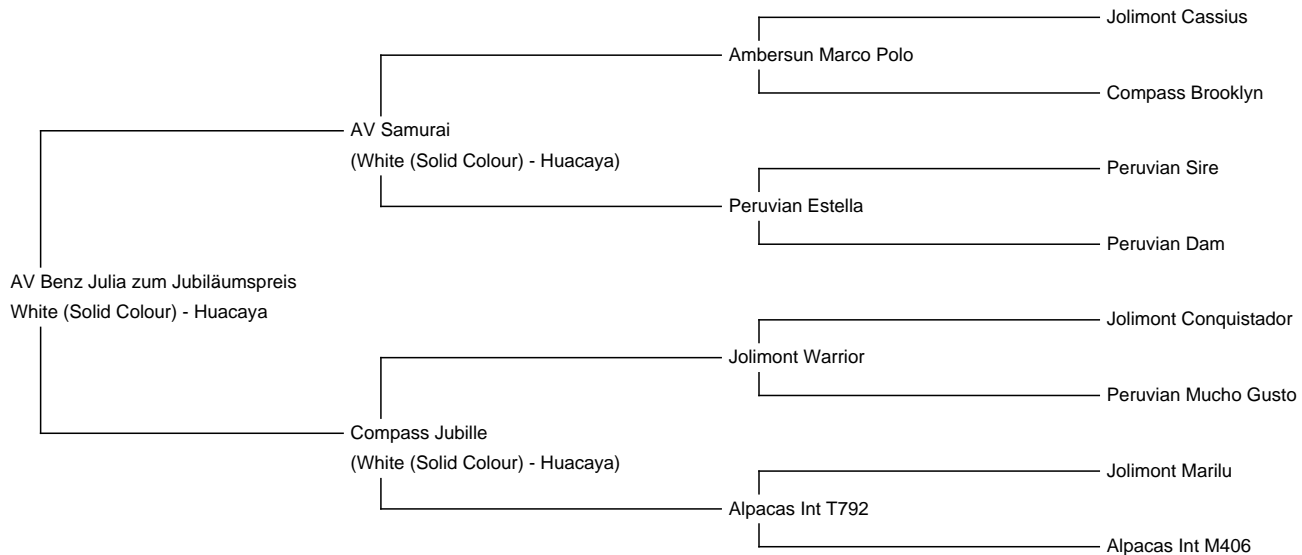 Jolimont Cassius
Ambersun Marco Polo
Compass Brooklyn
AV Samurai
(White (Solid Colour) - Huacaya)
Peruvian Sire
Peruvian Estella
Peruvian Dam
AV Benz Julia zum Jubiläumspreis
White (Solid Colour) - Huacaya
Jolimont Conquistador
Jolimont Warrior
Peruvian Mucho Gusto
Compass Jubille
(White (Solid Colour) - Huacaya)
Jolimont Marilu
Alpacas Int T792
Alpacas Int M406